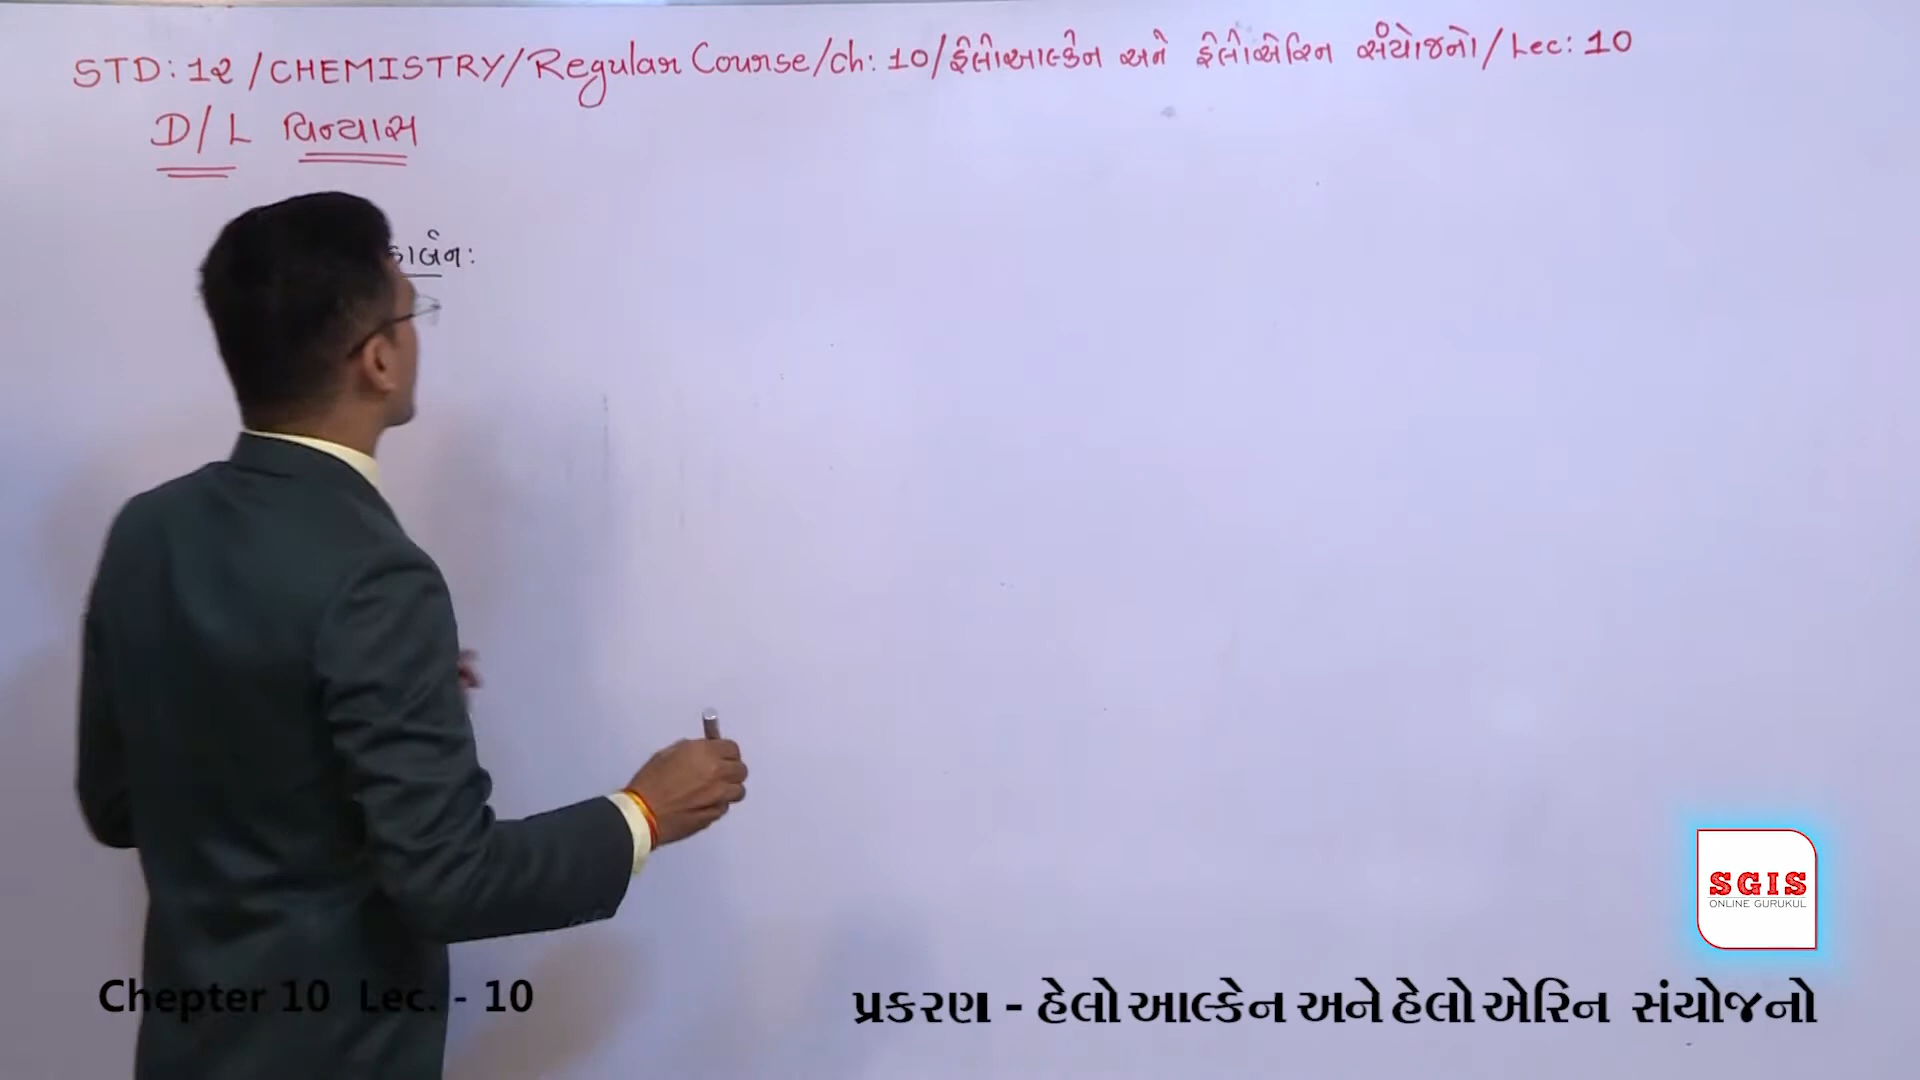 STD: 12 / CHEMISTRY / Regular Course / ch: 10 / હેલોઆલ્કેન અને હેલોએરિન સંયોજનો / Lec: 10
D / L વિન્યાસ
કાર્બન:
SGIS
ONLINE GURUKUL
Chepter 10 Lec. - 10
પ્રકરણ - હેલોઆલ્કેન અને હેલોએરિન સંયોજનો